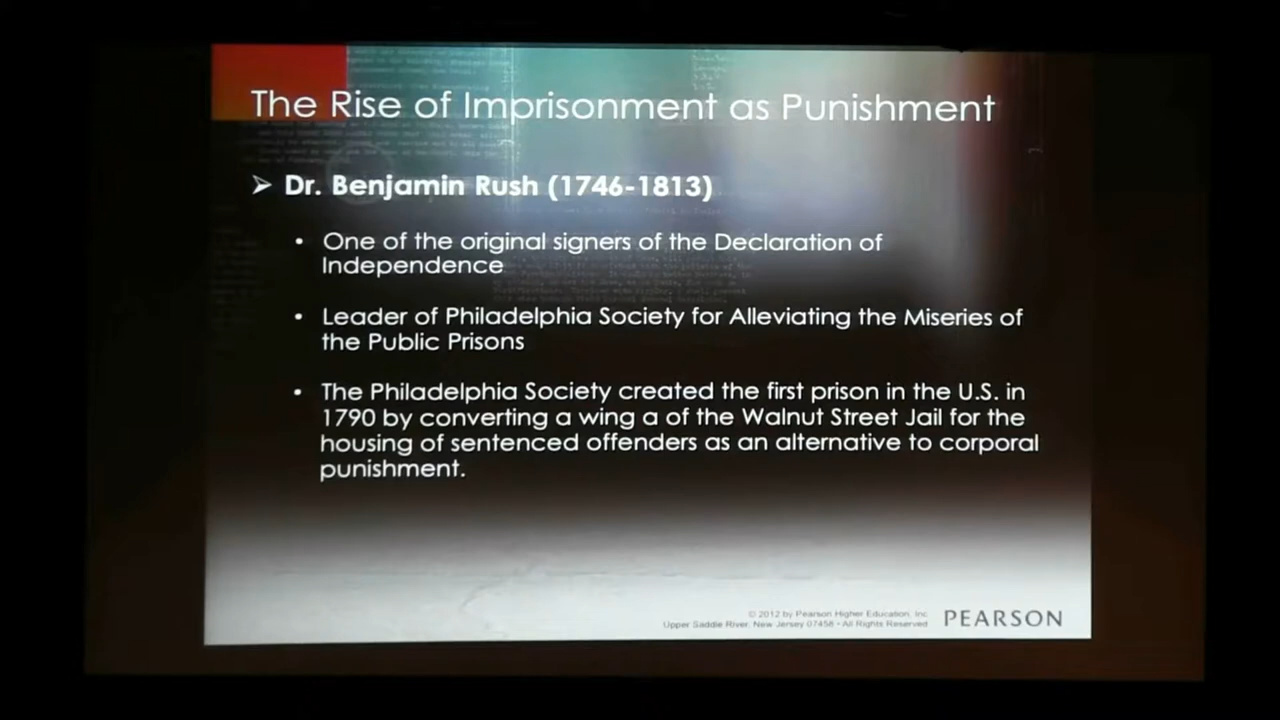 The Rise of Imprisonment as Punishment
➢ Dr. Benjamin Rush (1746-1813)
• One of the original signers of the Declaration of
Independence
• Leader of Philadelphia Society for Alleviating the Miseries of
the Public Prisons
• The Philadelphia Society created the first prison in the U.S. in
1790 by converting a wing a of the Walnut Street Jail for the
housing of sentenced offenders as an alternative to corporal
punishment.
© 2012 by Pearson Higher Education, Inc
Upper Saddle River, New Jersey 07458 • All Rights Reserved
PEARSON